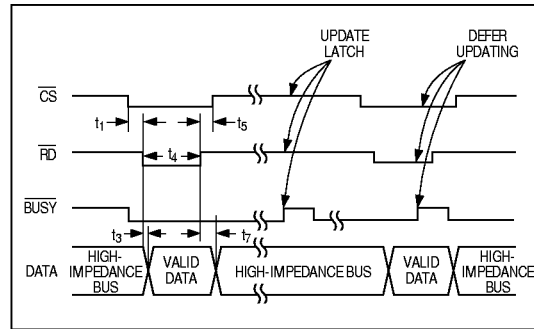 UPDATE
LATCH
DEFER
UPDATING
CS
t1
t5
RD
t4
BUSY
t3
t7
DATA
HIGH-
IMPEDANCE
BUS
VALID
DATA
HIGH-IMPEDANCE BUS
VALID
DATA
HIGH-
IMPEDANCE
BUS